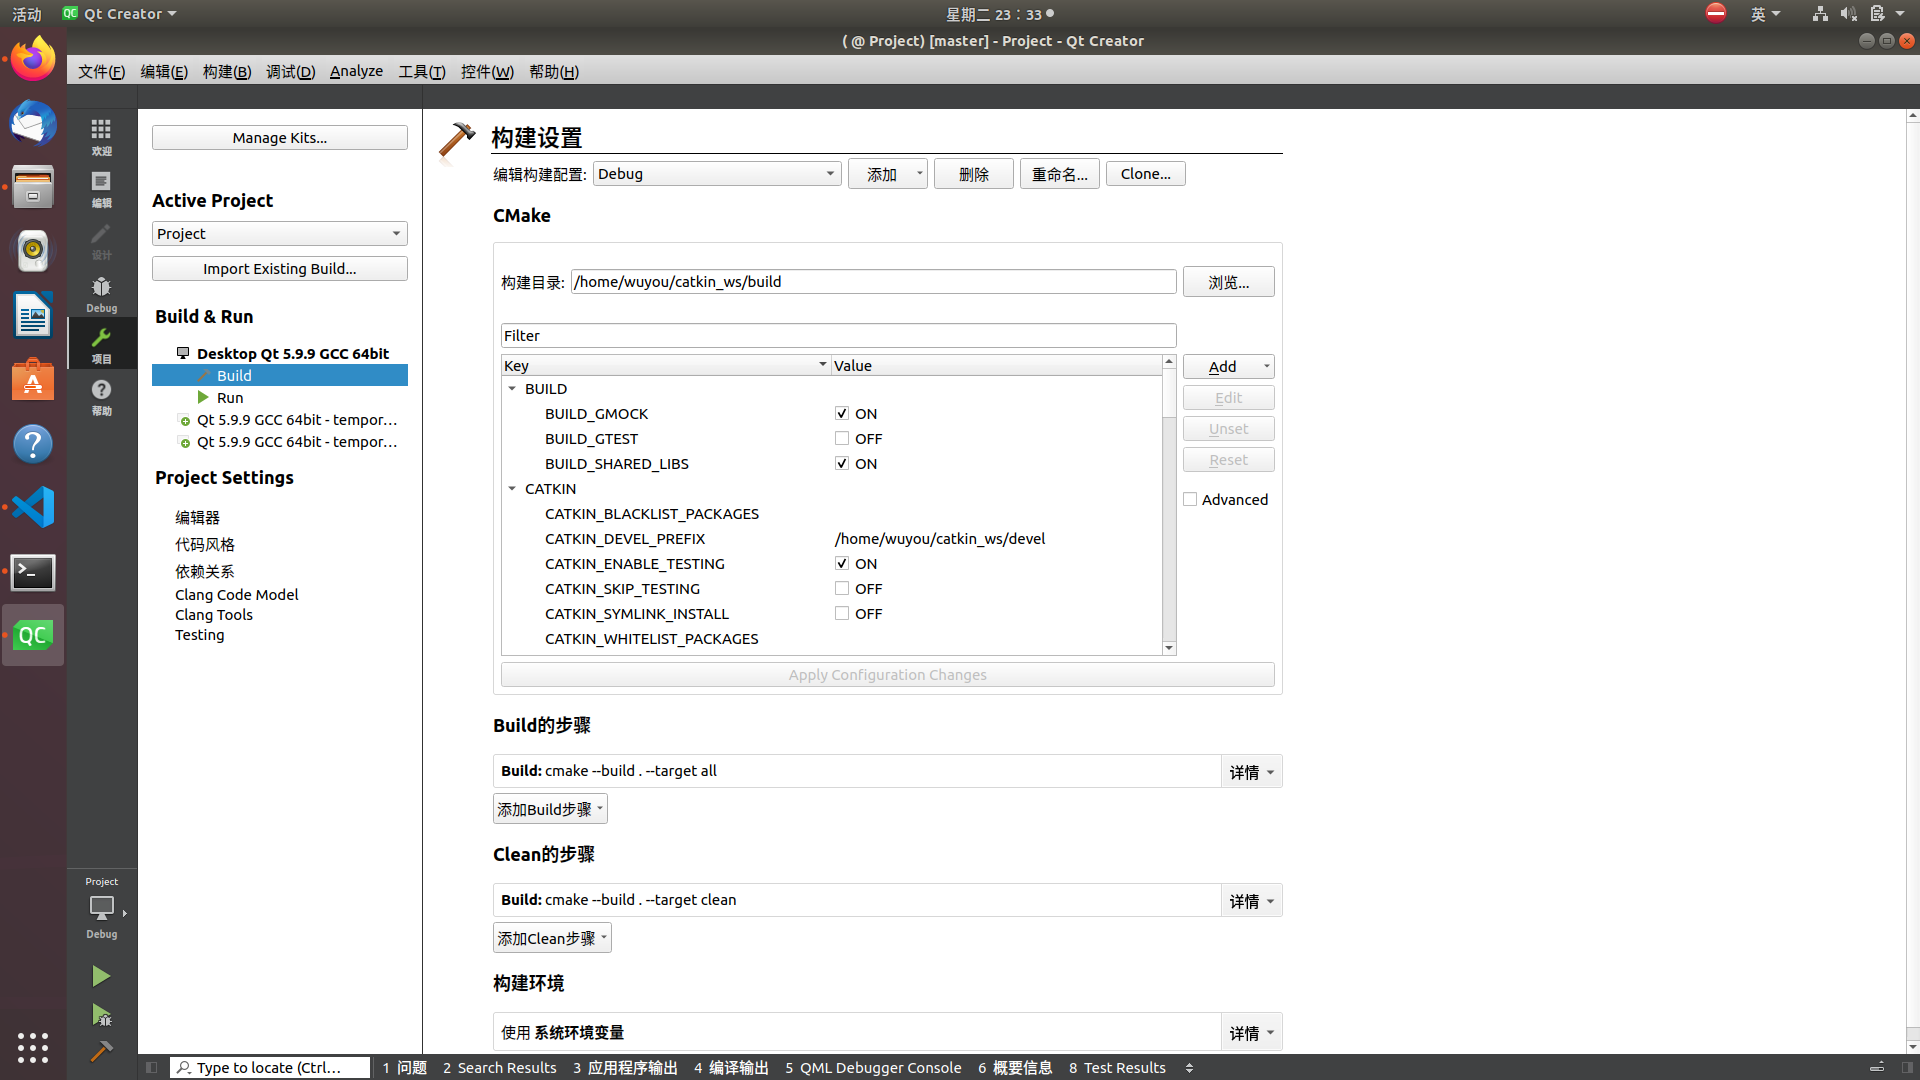 活动 Qt Creator 星期二 23：33 英
( @ Project) [master] - Project - Qt Creator
文件(F) 编辑(E) 构建(B) 调试(D) Analyze 工具(T) 控件(W) 帮助(H)
欢迎
编辑
设计
Debug
项目
帮助
Project
Debug
Manage Kits...
Active Project
Project
Import Existing Build...
Build & Run
Desktop Qt 5.9.9 GCC 64bit
Build
Run
Qt 5.9.9 GCC 64bit - tempor...
Qt 5.9.9 GCC 64bit - tempor...
Project Settings
编辑器
代码风格
依赖关系
Clang Code Model
Clang Tools
Testing
构建设置
编辑构建配置: Debug 添加 删除 重命名... Clone...
CMake
构建目录: /home/wuyou/catkin_ws/build 浏览...
Filter
Key Value
BUILD
BUILD_GMOCK ON
BUILD_GTEST OFF
BUILD_SHARED_LIBS ON
CATKIN
CATKIN_BLACKLIST_PACKAGES
CATKIN_DEVEL_PREFIX /home/wuyou/catkin_ws/devel
CATKIN_ENABLE_TESTING ON
CATKIN_SKIP_TESTING OFF
CATKIN_SYMLINK_INSTALL OFF
CATKIN_WHITELIST_PACKAGES
Add
Edit
Unset
Reset
Advanced
Apply Configuration Changes
Build的步骤
Build: cmake --build . --target all 详情
添加Build步骤
Clean的步骤
Build: cmake --build . --target clean 详情
添加Clean步骤
构建环境
使用 系统环境变量 详情
Type to locate (Ctrl... 1 问题 2 Search Results 3 应用程序输出 4 编译输出 5 QML Debugger Console 6 概要信息 8 Test Results